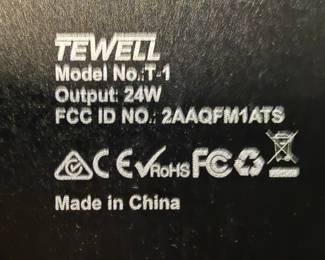 TEWELL
Model No.:T-1
Output: 24W
FCC ID NO.: 2AAQFM1ATS
CE RoHS FC
Made in China